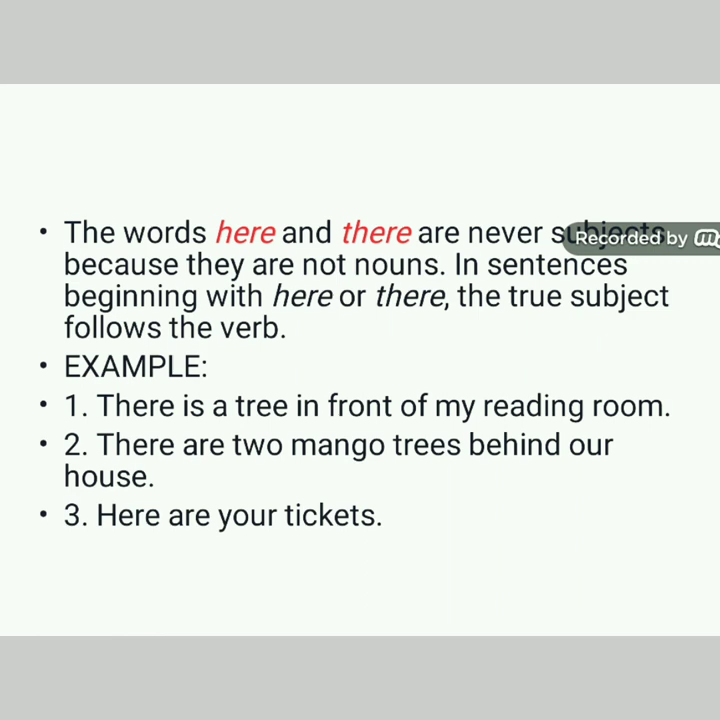 • The words here and there are never subjects
Recorded by
because they are not nouns. In sentences
beginning with here or there, the true subject
follows the verb.
• EXAMPLE:
• 1. There is a tree in front of my reading room.
• 2. There are two mango trees behind our
house.
• 3. Here are your tickets.